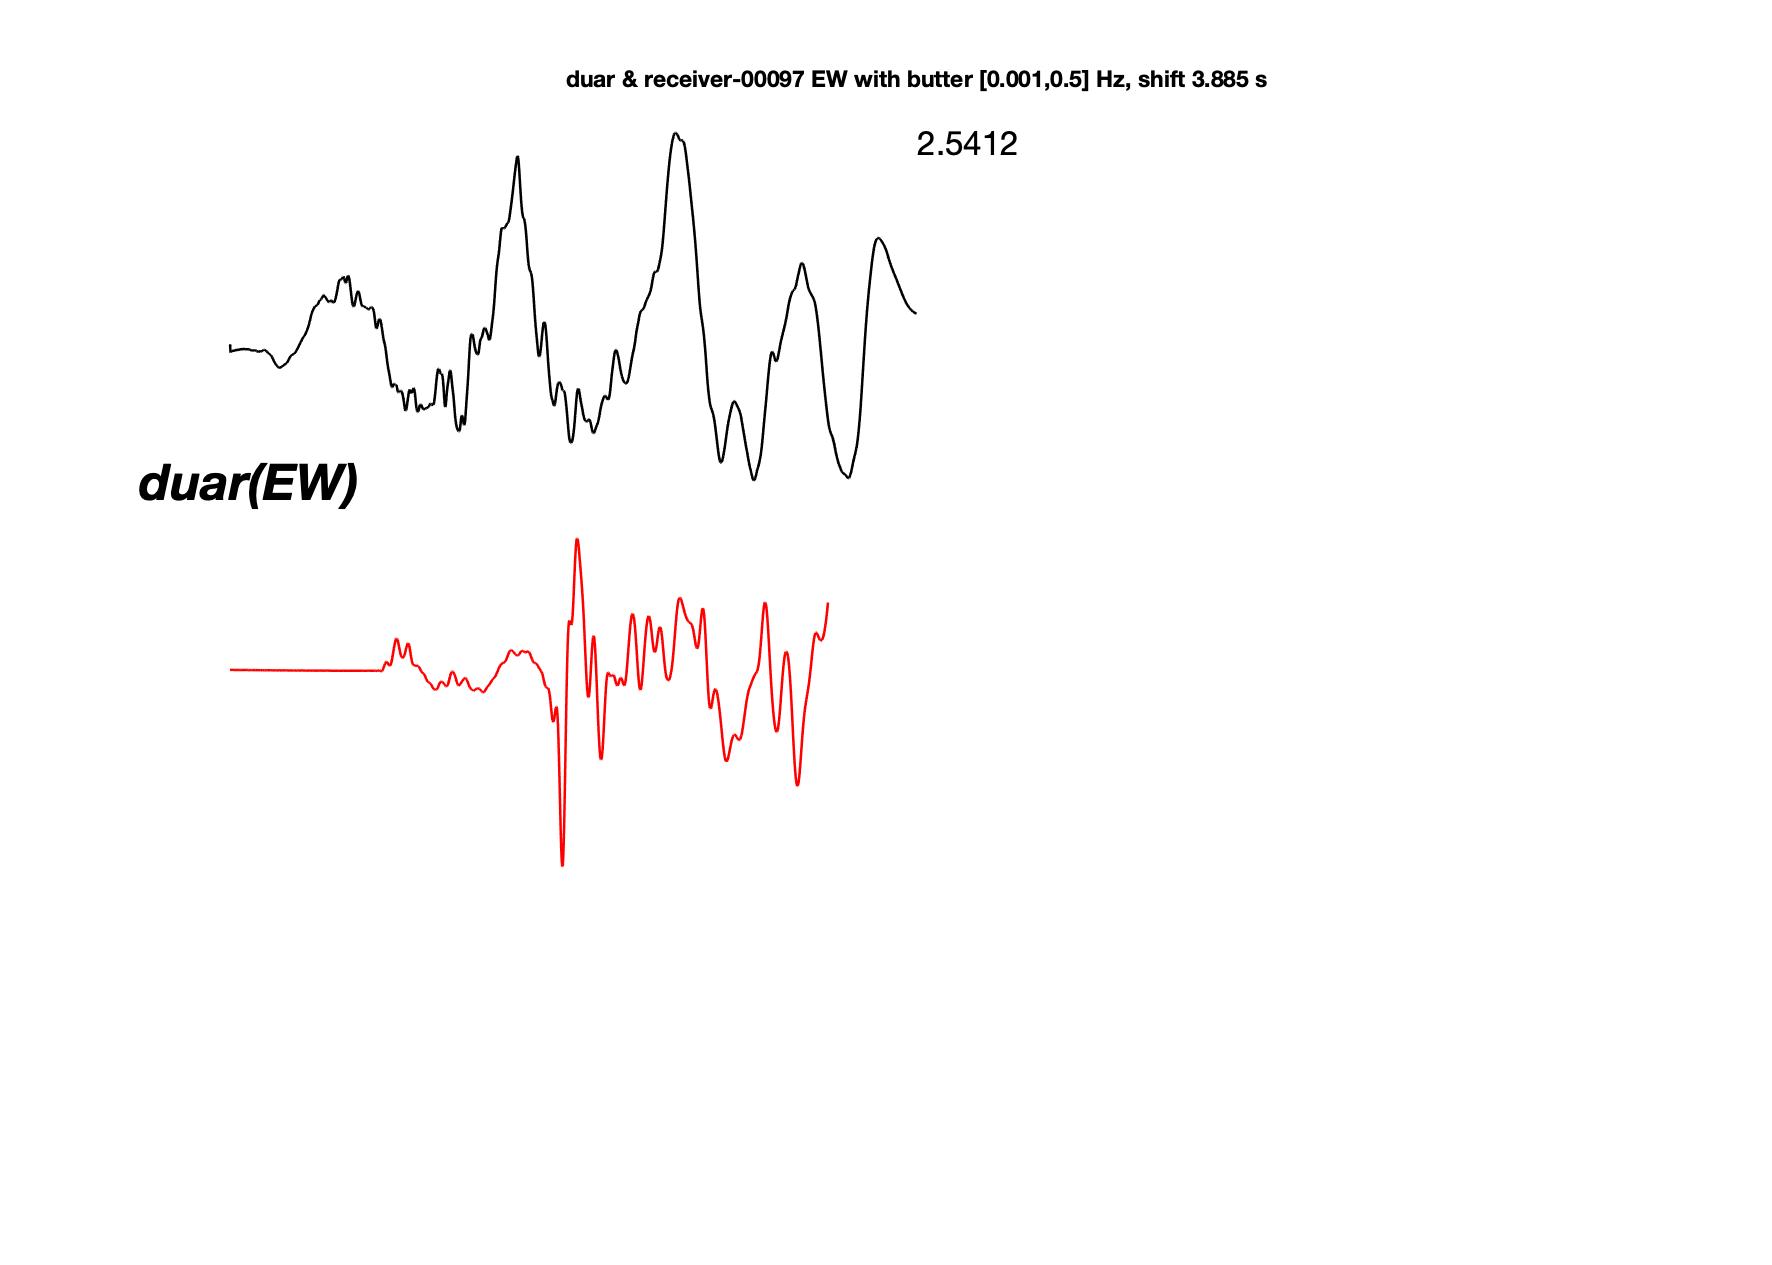 duar & receiver-00097 EW with butter [0.001,0.5] Hz, shift 3.885 s
2.5412
duar(EW)